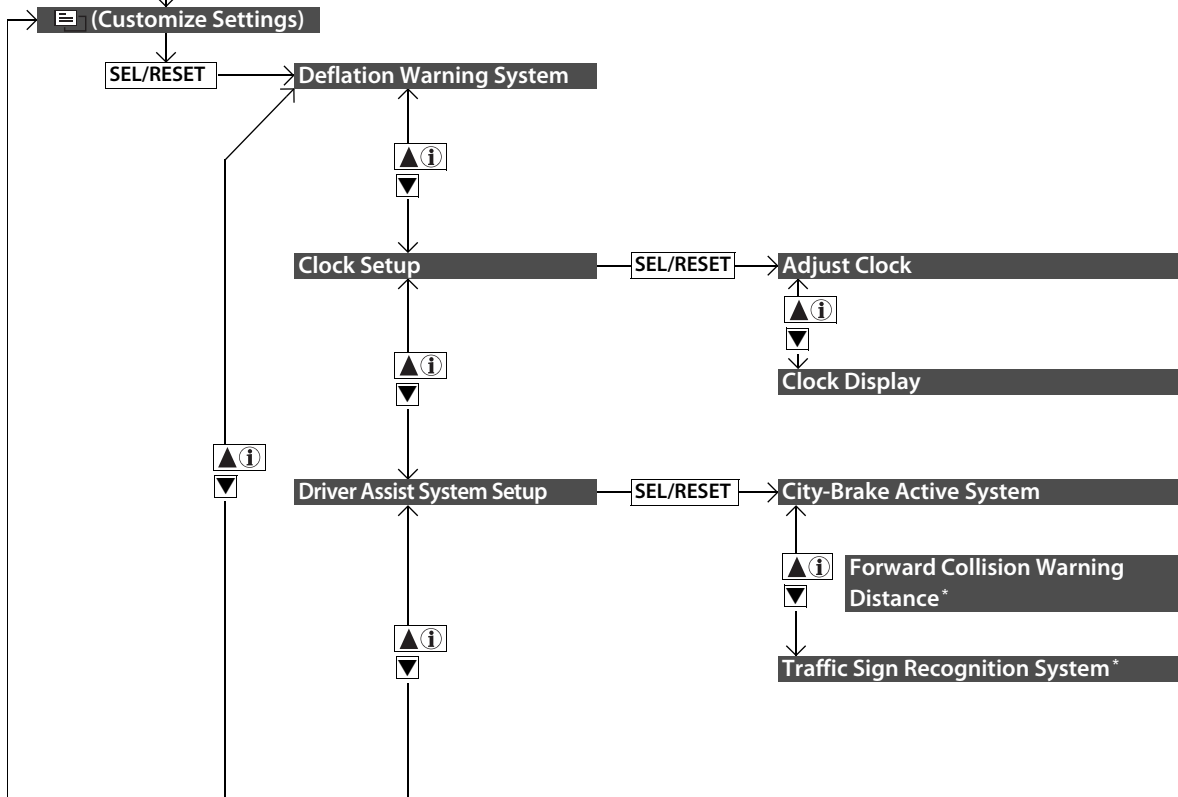 (Customize Settings)
SEL/RESET
Deflation Warning System
▲ⓘ
▼
Clock Setup
SEL/RESET
Adjust Clock
▲ⓘ
▼
Clock Display
▲ⓘ
▼
▲ⓘ
▼
Driver Assist System Setup
SEL/RESET
City-Brake Active System
▲ⓘ
▼
Forward Collision Warning
Distance*
▲ⓘ
▼
Traffic Sign Recognition System*